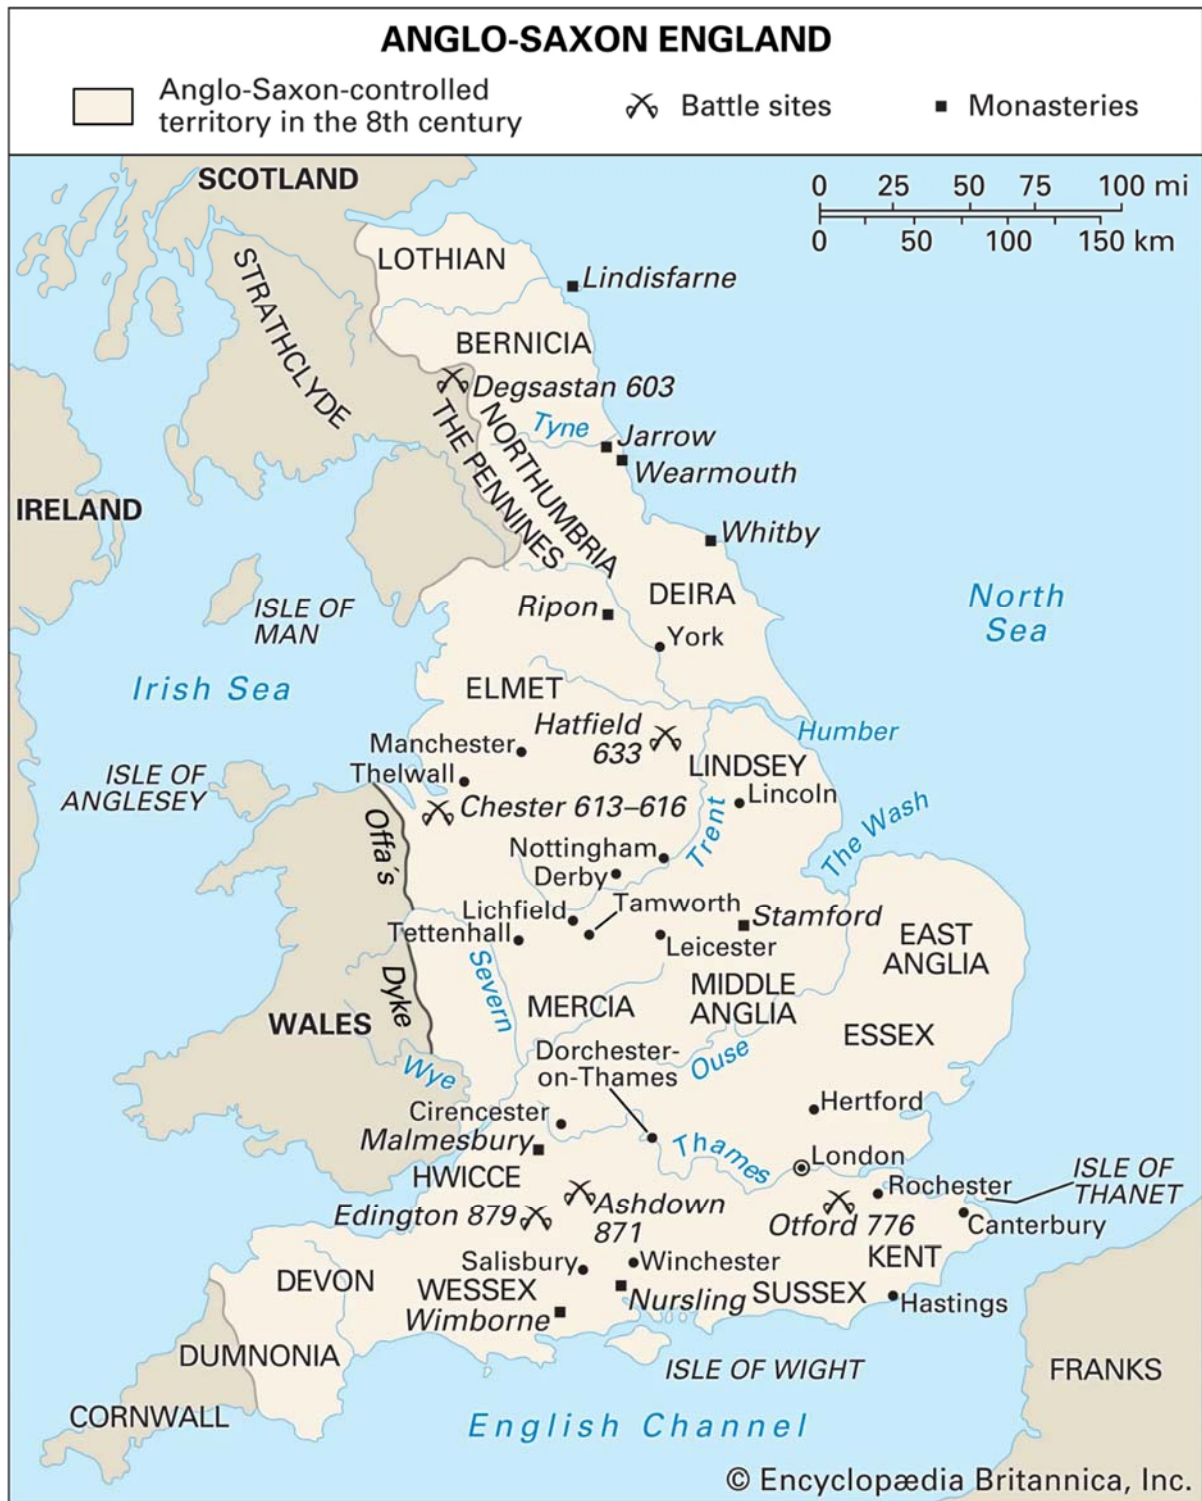 ANGLO-SAXON ENGLAND
Anglo-Saxon-controlled
territory in the 8th century
Battle sites
Monasteries
SCOTLAND
0 25 50 75 100 mi
0 50 100 150 km
LOTHIAN
STRATHCLYDE
Lindisfarne
BERNICIA
Degsastan 603
THE PENNINES
NORTHUMBRIA
Tyne
Jarrow
Wearmouth
IRELAND
Whitby
ISLE OF
MAN
Ripon
DEIRA
North
Sea
York
Irish Sea
ELMET
Hatfield
633
Humber
Manchester
Thelwall
LINDSEY
ISLE OF
ANGLESEY
Chester 613–616
Lincoln
Offa's
Dyke
Trent
The Wash
Nottingham
Derby
Lichfield
Tamworth
Stamford
Tettenhall
Leicester
EAST
ANGLIA
Severn
MERCIA
MIDDLE
ANGLIA
WALES
ESSEX
Dorchester-
on-Thames
Ouse
Wye
Cirencester
Hertford
Malmesbury
Thames
London
HWICCE
ISLE OF
THANET
Rochester
Edington 879
Ashdown
871
Otford 776
Canterbury
KENT
Salisbury
Winchester
DEVON
WESSEX
Nursling
SUSSEX
Hastings
Wimborne
DUMNONIA
ISLE OF WIGHT
FRANKS
CORNWALL
English Channel
© Encyclopædia Britannica, Inc.